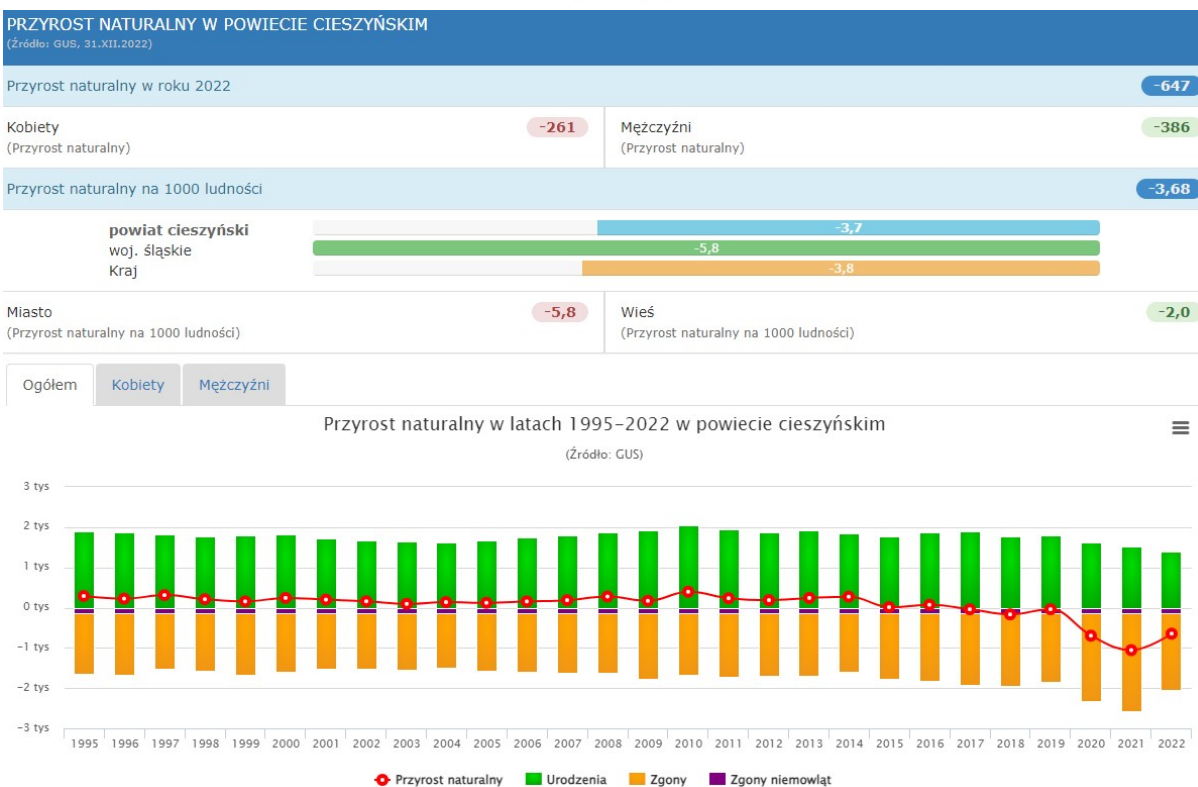 PRZYROST NATURALNY W POWIECIE CIESZYŃSKIM
(Źródło: GUS, 31.XII.2022)
Przyrost naturalny w roku 2022 -647
Kobiety -261 Mężczyźni -386
(Przyrost naturalny) (Przyrost naturalny)
Przyrost naturalny na 1000 ludności -3,68
powiat cieszyński -3,7
woj. śląskie -5,8
Kraj -3,8
Miasto -5,8 Wieś -2,0
(Przyrost naturalny na 1000 ludności) (Przyrost naturalny na 1000 ludności)
Ogółem Kobiety Mężczyźni
Przyrost naturalny w latach 1995-2022 w powiecie cieszyńskim
(Źródło: GUS)
3 tys
2 tys
1 tys
0 tys
-1 tys
-2 tys
-3 tys
1995 1996 1997 1998 1999 2000 2001 2002 2003 2004 2005 2006 2007 2008 2009 2010 2011 2012 2013 2014 2015 2016 2017 2018 2019 2020 2021 2022
Przyrost naturalny Urodzenia Zgony Zgony niemowląt